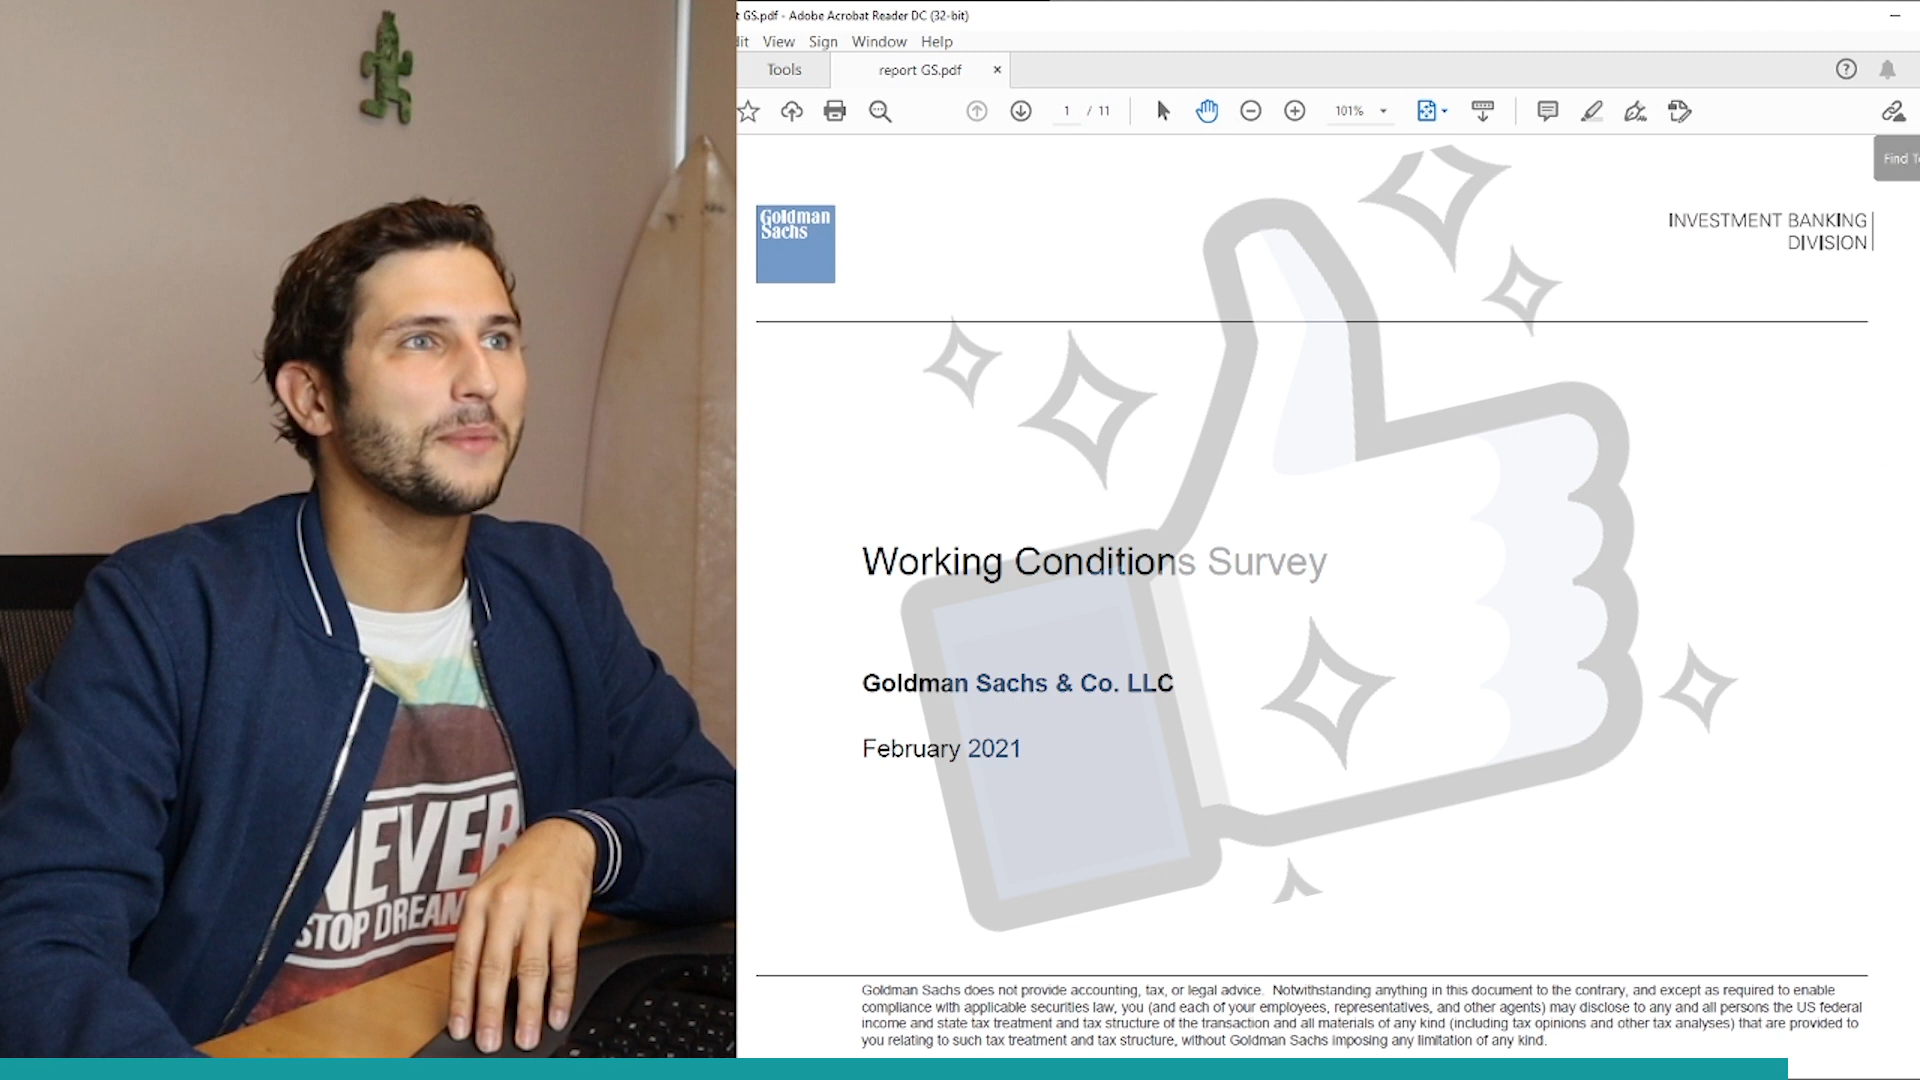 NEVER
STOP DREAM
t GS.pdf - Adobe Acrobat Reader DC (32-bit)
dit View Sign Window Help
Tools report GS.pdf
1 / 11 101%
Find T
Goldman
Sachs
INVESTMENT BANKING
DIVISION
Working Conditions Survey
Goldman Sachs & Co. LLC
February 2021
Goldman Sachs does not provide accounting, tax, or legal advice. Notwithstanding anything in this document to the contrary, and except as required to enable
compliance with applicable securities law, you (and each of your employees, representatives, and other agents) may disclose to any and all persons the US federal
income and state tax treatment and tax structure of the transaction and all materials of any kind (including tax opinions and other tax analyses) that are provided to
you relating to such tax treatment and tax structure, without Goldman Sachs imposing any limitation of any kind.